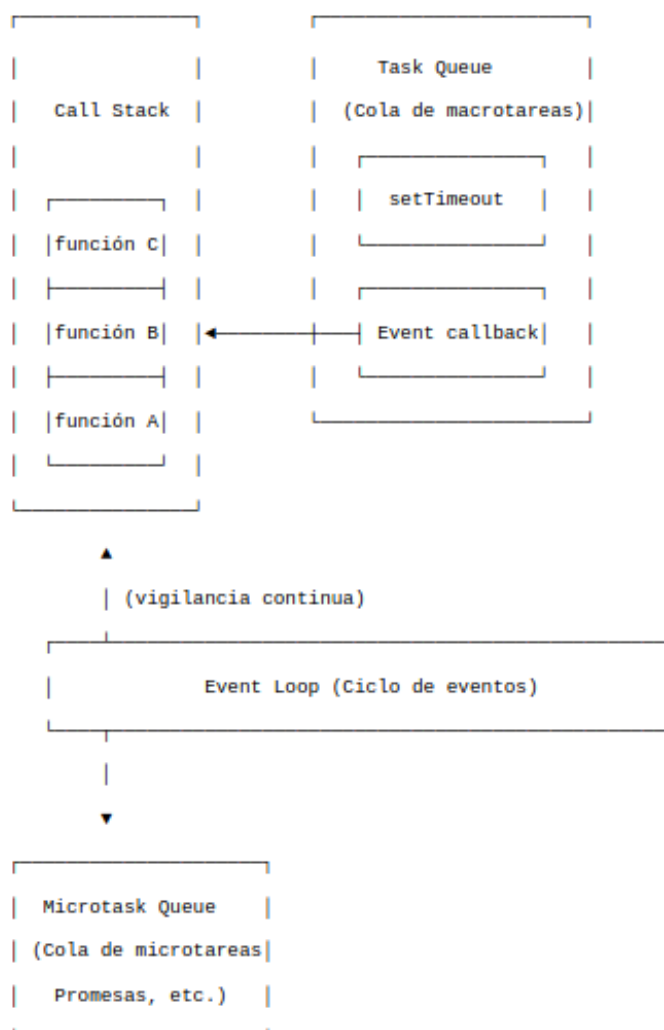 Task Queue
Call Stack (Cola de macrotareas)
setTimeout
función C
función B Event callback
función A
(vigilancia continua)
Event Loop (Ciclo de eventos)
Microtask Queue
(Cola de microtareas
Promesas, etc.)